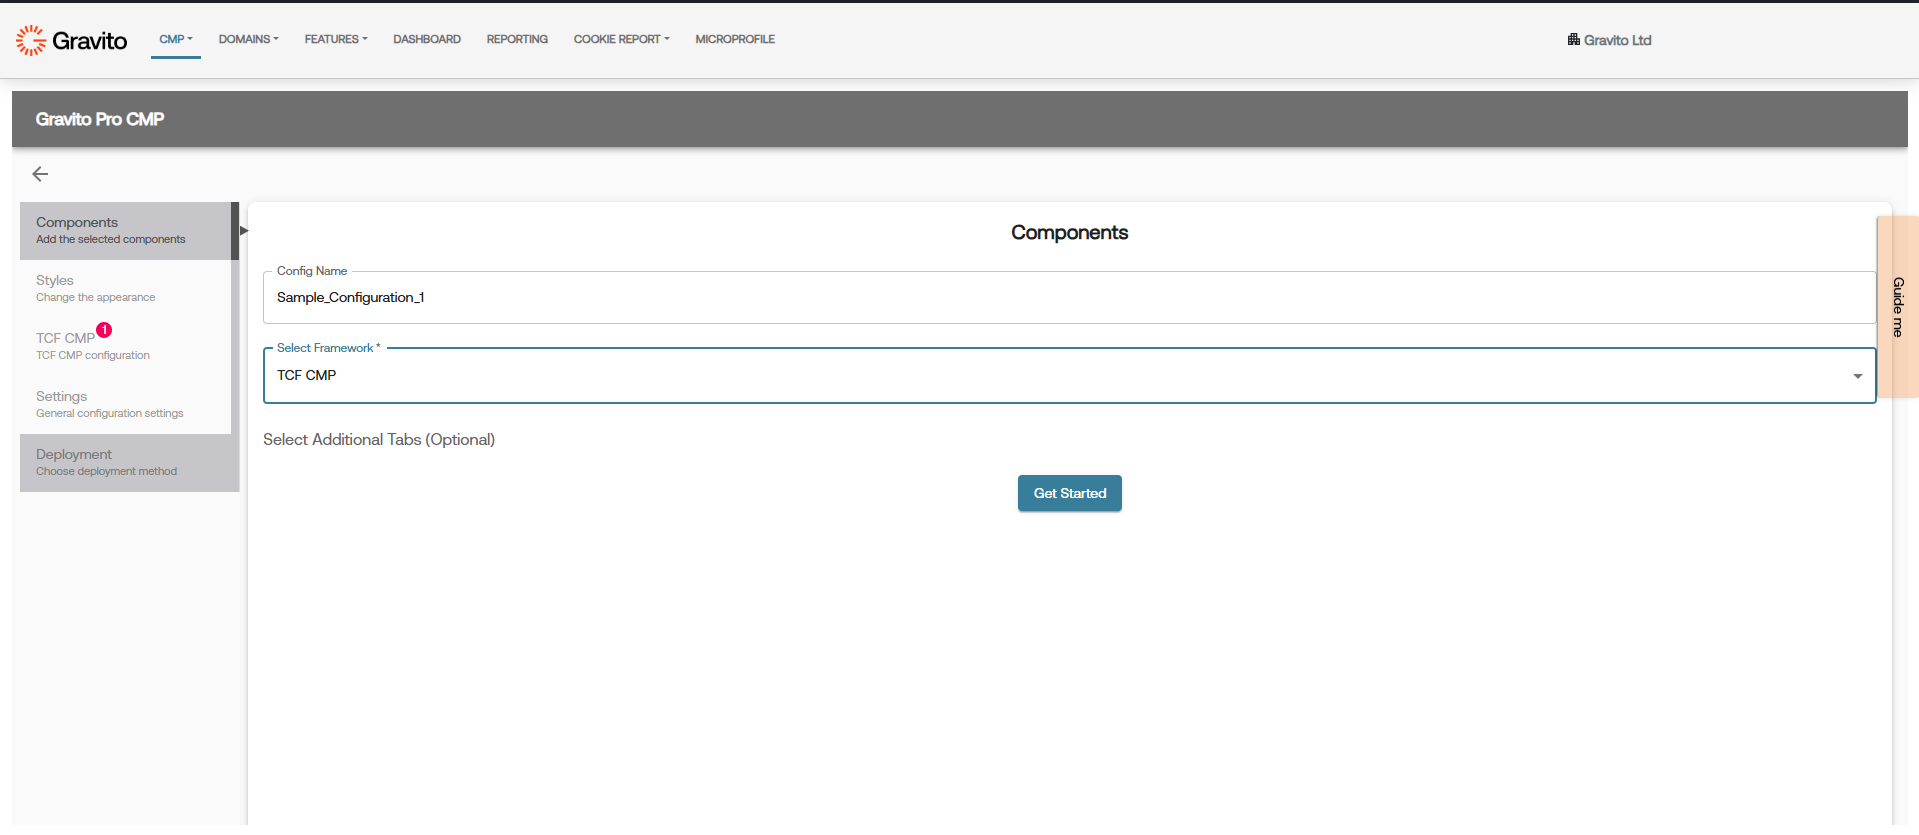 Gravito
CMP
DOMAINS
FEATURES
DASHBOARD
REPORTING
COOKIE REPORT
MICROPROFILE
Gravito Ltd
Gravito Pro CMP
Components
Add the selected components
Styles
Change the appearance
TCF CMP 1
TCF CMP configuration
Settings
General configuration settings
Deployment
Choose deployment method
Components
Config Name
Sample_Configuration_1
Select Framework *
TCF CMP
Select Additional Tabs (Optional)
Get Started
Guide me